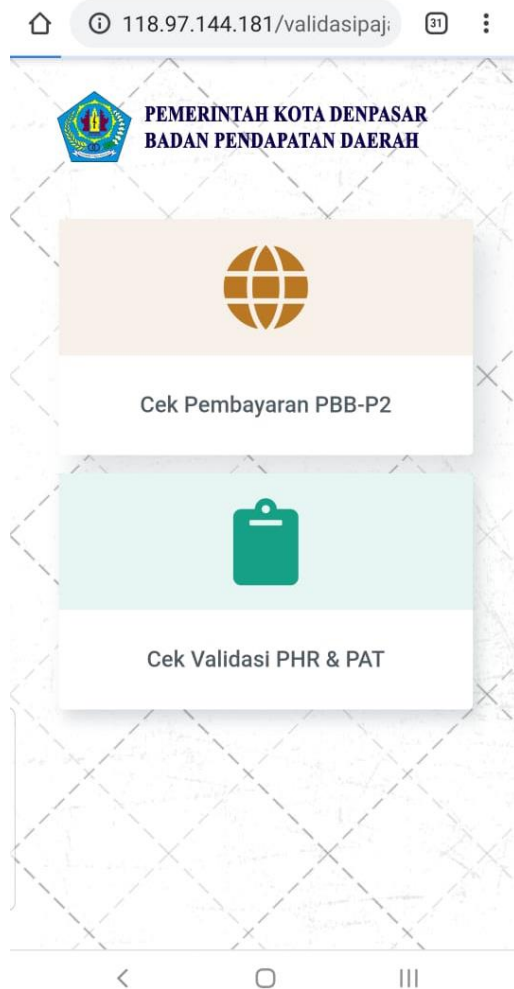 118.97.144.181/validasipaj
31
PEMERINTAH KOTA DENPASAR
BADAN PENDAPATAN DAERAH
Cek Pembayaran PBB-P2
Cek Validasi PHR & PAT